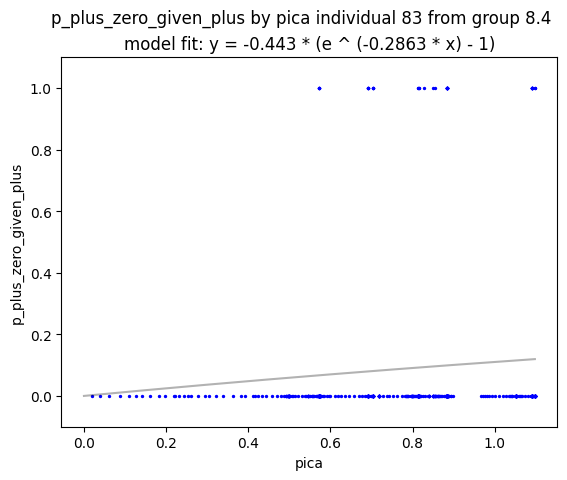 p_plus_zero_given_plus by pica individual 83 from group 8.4
model fit: y = -0.443 * (e ^ (-0.2863 * x) - 1)
1.0
0.8
0.6
0.4
0.2
0.0
p_plus_zero_given_plus
0.0 0.2 0.4 0.6 0.8 1.0
pica